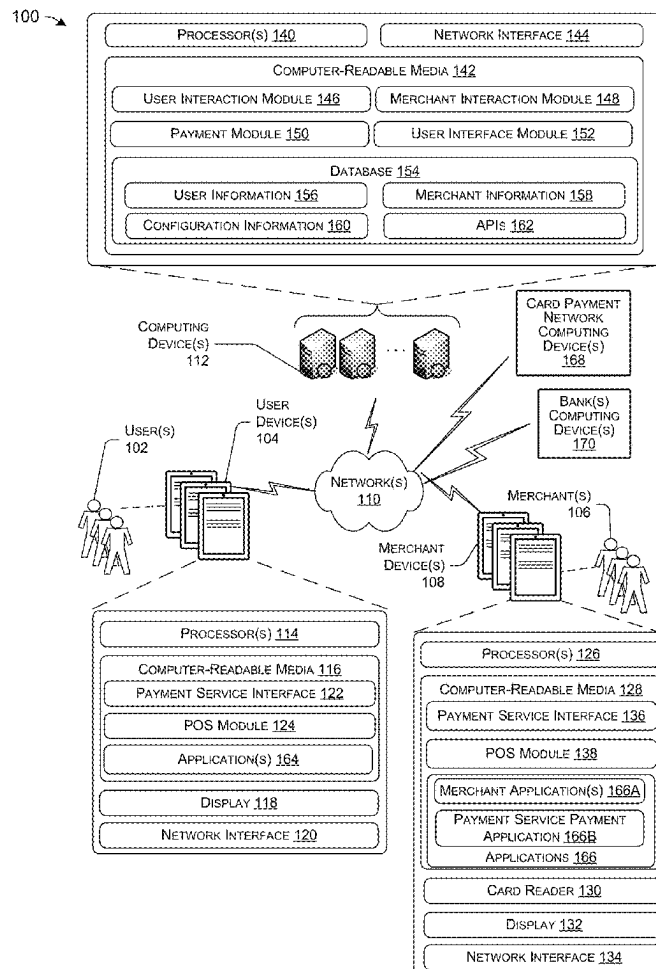 100
PROCESSOR(S) 140
NETWORK INTERFACE 144
COMPUTER-READABLE MEDIA 142
USER INTERACTION MODULE 146
MERCHANT INTERACTION MODULE 148
PAYMENT MODULE 150
USER INTERFACE MODULE 152
DATABASE 154
USER INFORMATION 156
MERCHANT INFORMATION 158
CONFIGURATION INFORMATION 160
APIS 162
COMPUTING
DEVICE(S)
112
...
CARD PAYMENT
NETWORK
COMPUTING
DEVICE(S)
168
BANK(S)
COMPUTING
DEVICE(S)
170
USER(S)
102
USER
DEVICE(S)
104
NETWORK(S)
110
MERCHANT(S)
106
MERCHANT
DEVICE(S)
108
PROCESSOR(S) 114
COMPUTER-READABLE MEDIA 116
PAYMENT SERVICE INTERFACE 122
POS MODULE 124
APPLICATION(S) 164
DISPLAY 118
NETWORK INTERFACE 120
PROCESSOR(S) 126
COMPUTER-READABLE MEDIA 128
PAYMENT SERVICE INTERFACE 136
POS MODULE 138
MERCHANT APPLICATION(S) 166A
PAYMENT SERVICE PAYMENT
APPLICATION 166B
APPLICATIONS 166
CARD READER 130
DISPLAY 132
NETWORK INTERFACE 134